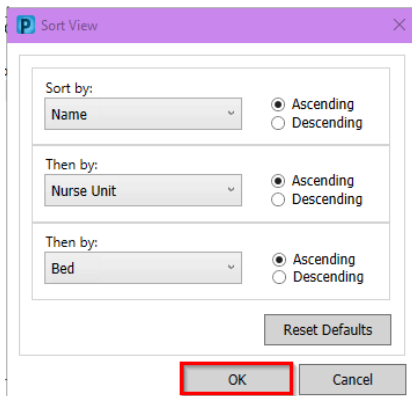 P Sort View
Sort by:
Name
Ascending
Descending
Then by:
Nurse Unit
Ascending
Descending
Then by:
Bed
Ascending
Descending
Reset Defaults
OK
Cancel